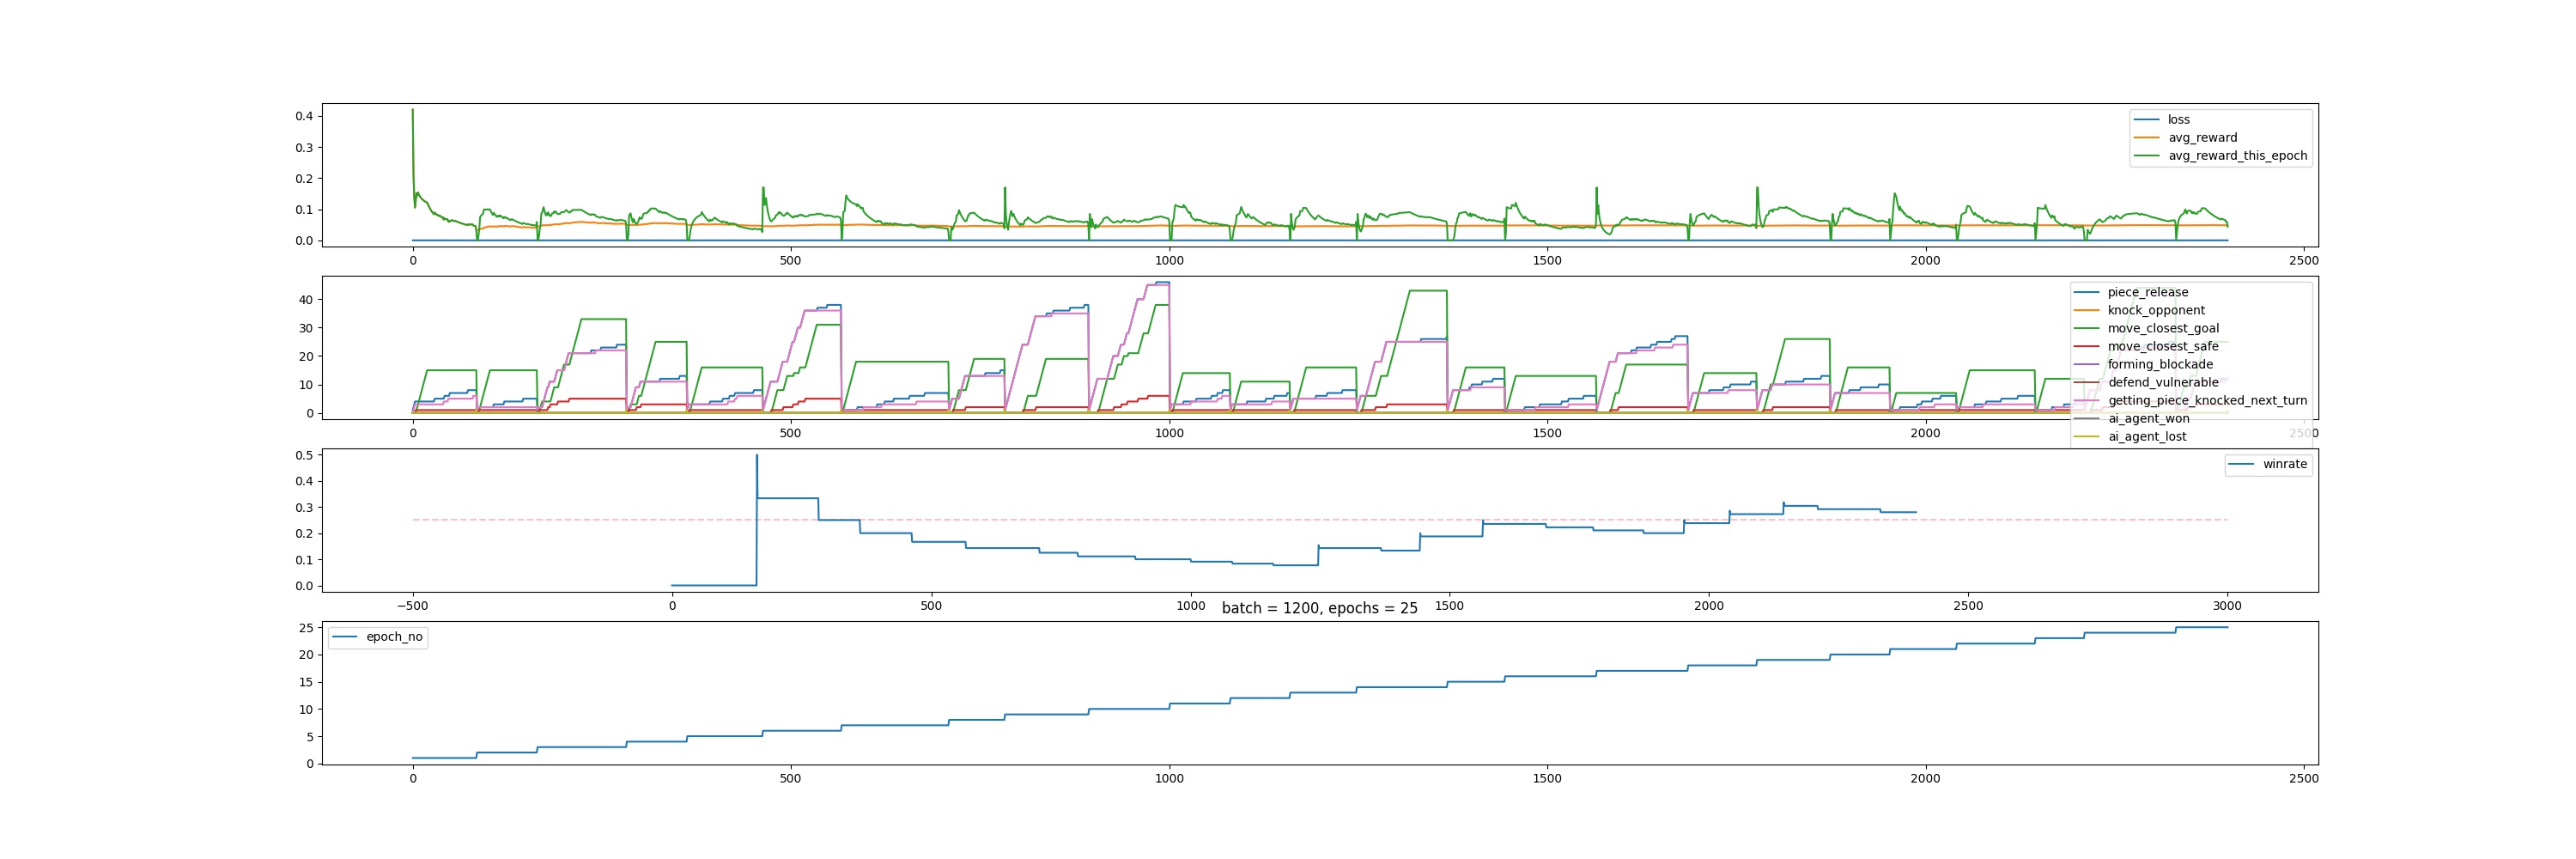 0.4
0.3
0.2
0.1
0.0
loss
avg_reward
avg_reward_this_epoch
0 500 1000 1500 2000 2500
40
30
20
10
0
piece_release
knock_opponent
move_closest_goal
move_closest_safe
forming_blockade
defend_vulnerable
getting_piece_knocked_next_turn
ai_agent_won
ai_agent_lost
0 500 1000 1500 2000 2500
0.5
0.4
0.3
0.2
0.1
0.0
winrate
−500 0 500 1000 1500 2000 2500 3000
batch = 1200, epochs = 25
25
20
15
10
5
0
epoch_no
0 500 1000 1500 2000 2500